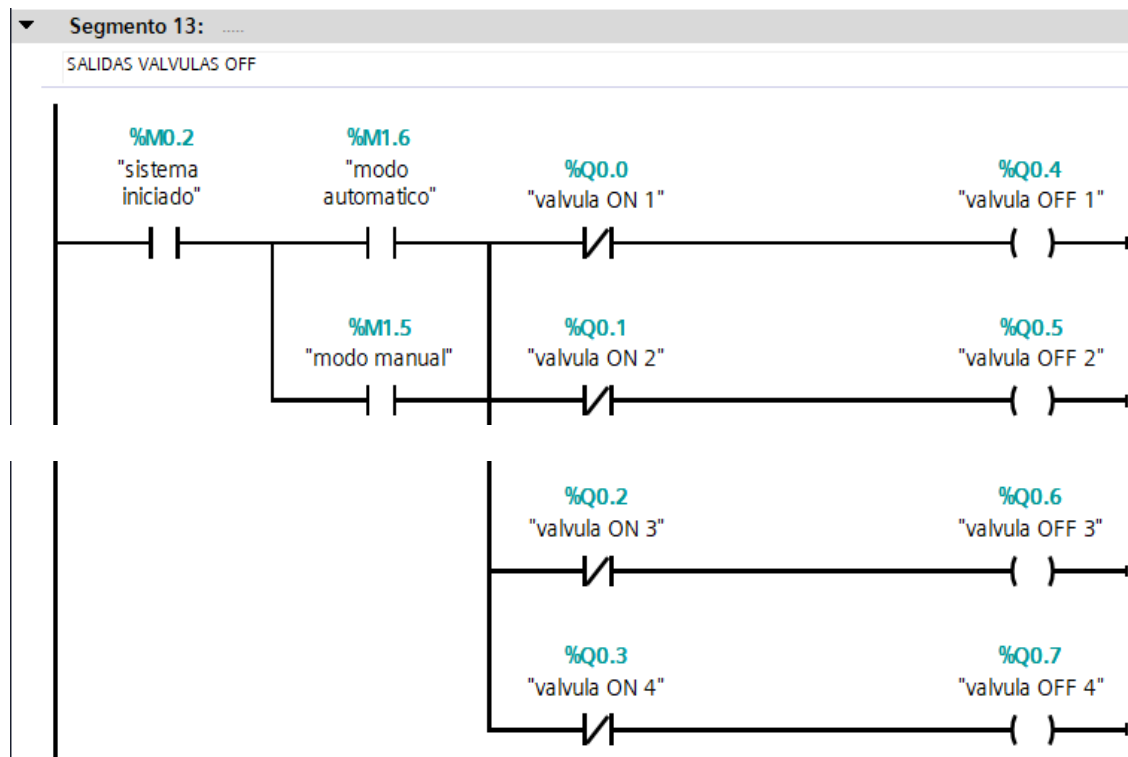 Segmento 13: .....
SALIDAS VALVULAS OFF
%M0.2
"sistema
iniciado"
%M1.6
"modo
automatico"
%Q0.0
"valvula ON 1"
%Q0.4
"valvula OFF 1"
%M1.5
"modo manual"
%Q0.1
"valvula ON 2"
%Q0.5
"valvula OFF 2"
%Q0.2
"valvula ON 3"
%Q0.6
"valvula OFF 3"
%Q0.3
"valvula ON 4"
%Q0.7
"valvula OFF 4"